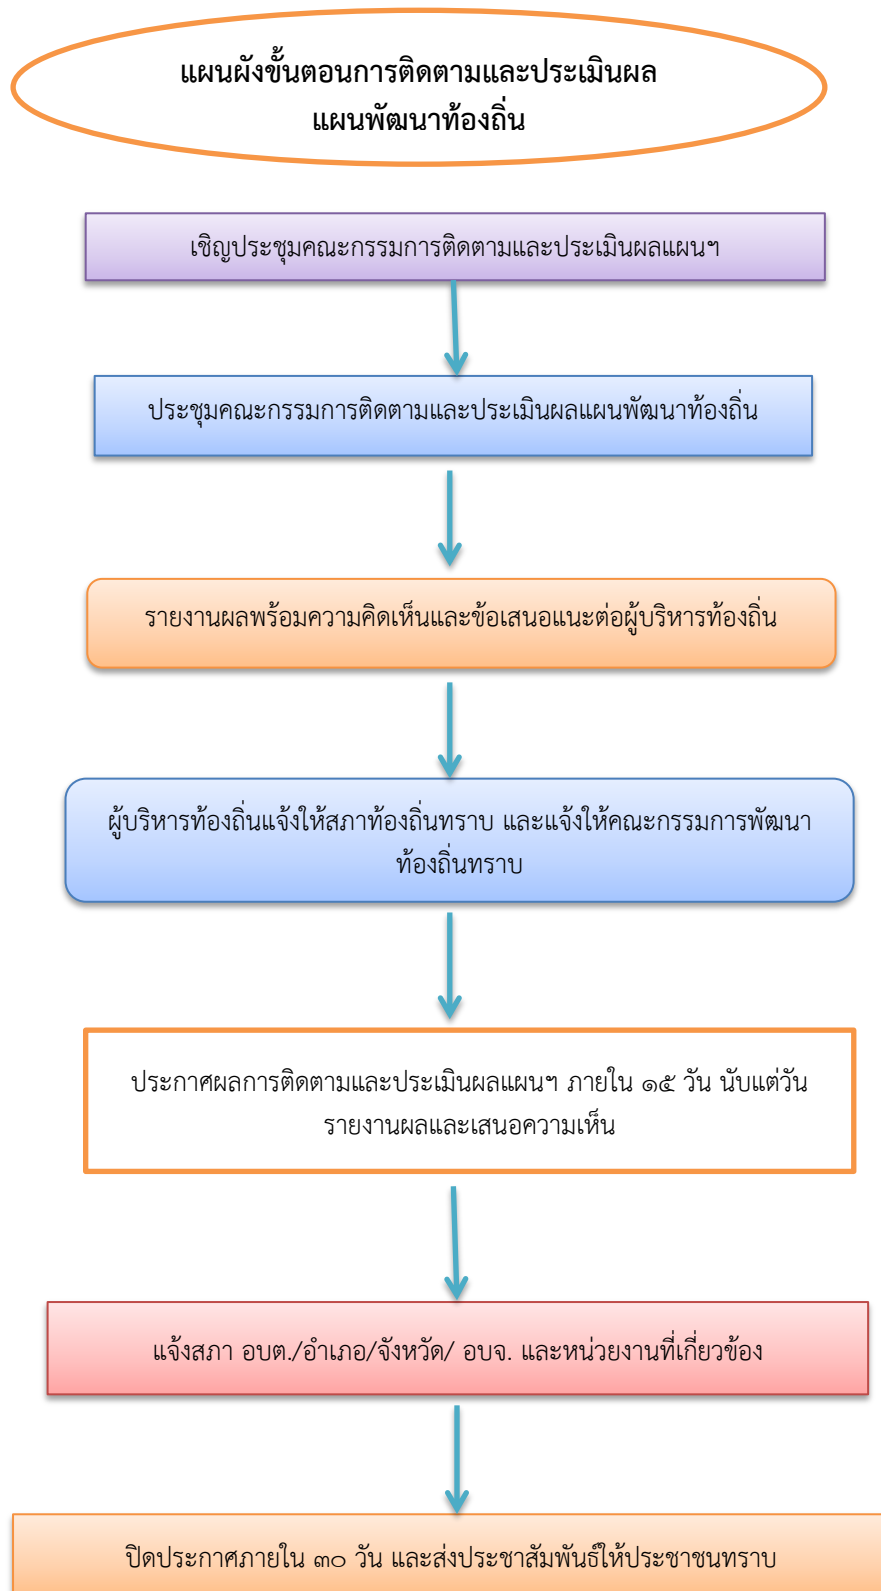 แผนผังขั้นตอนการติดตามและประเมินผล
แผนพัฒนาท้องถิ่น
เชิญประชุมคณะกรรมการติดตามและประเมินผลแผนฯ
ประชุมคณะกรรมการติดตามและประเมินผลแผนพัฒนาท้องถิ่น
รายงานผลพร้อมความคิดเห็นและข้อเสนอแนะต่อผู้บริหารท้องถิ่น
ผู้บริหารท้องถิ่นแจ้งให้สภาท้องถิ่นทราบ และแจ้งให้คณะกรรมการพัฒนา
ท้องถิ่นทราบ
ประกาศผลการติดตามและประเมินผลแผนฯ ภายใน ๑๕ วัน นับแต่วัน
รายงานผลและเสนอความเห็น
แจ้งสภา อบต./อำเภอ/จังหวัด/ อบจ. และหน่วยงานที่เกี่ยวข้อง
ปิดประกาศภายใน ๓๐ วัน และส่งประชาสัมพันธ์ให้ประชาชนทราบ